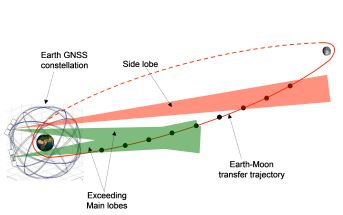 Earth GNSS
constellation
Side lobe
Exceeding
Main lobes
Earth-Moon
transfer trajectory